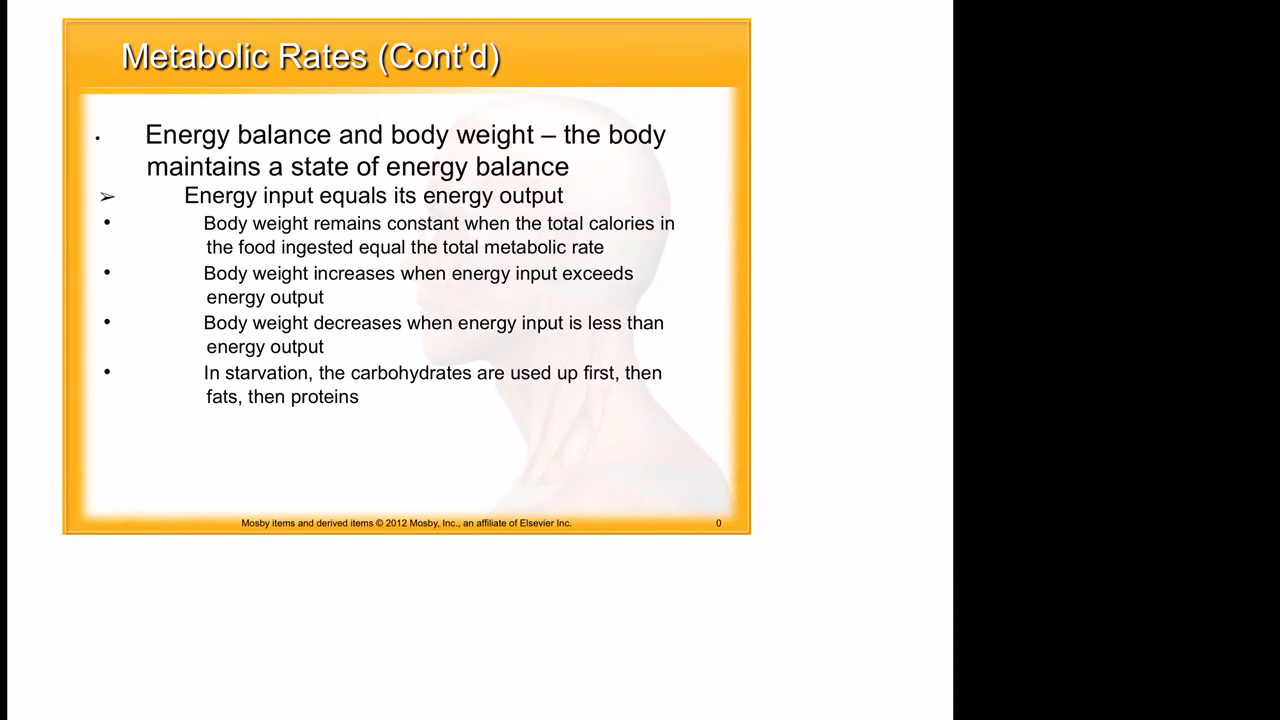 Metabolic Rates (Cont’d)
· Energy balance and body weight – the body
maintains a state of energy balance
➢ Energy input equals its energy output
• Body weight remains constant when the total calories in
the food ingested equal the total metabolic rate
• Body weight increases when energy input exceeds
energy output
• Body weight decreases when energy input is less than
energy output
• In starvation, the carbohydrates are used up first, then
fats, then proteins
Mosby items and derived items © 2012 Mosby, Inc., an affiliate of Elsevier Inc. 0